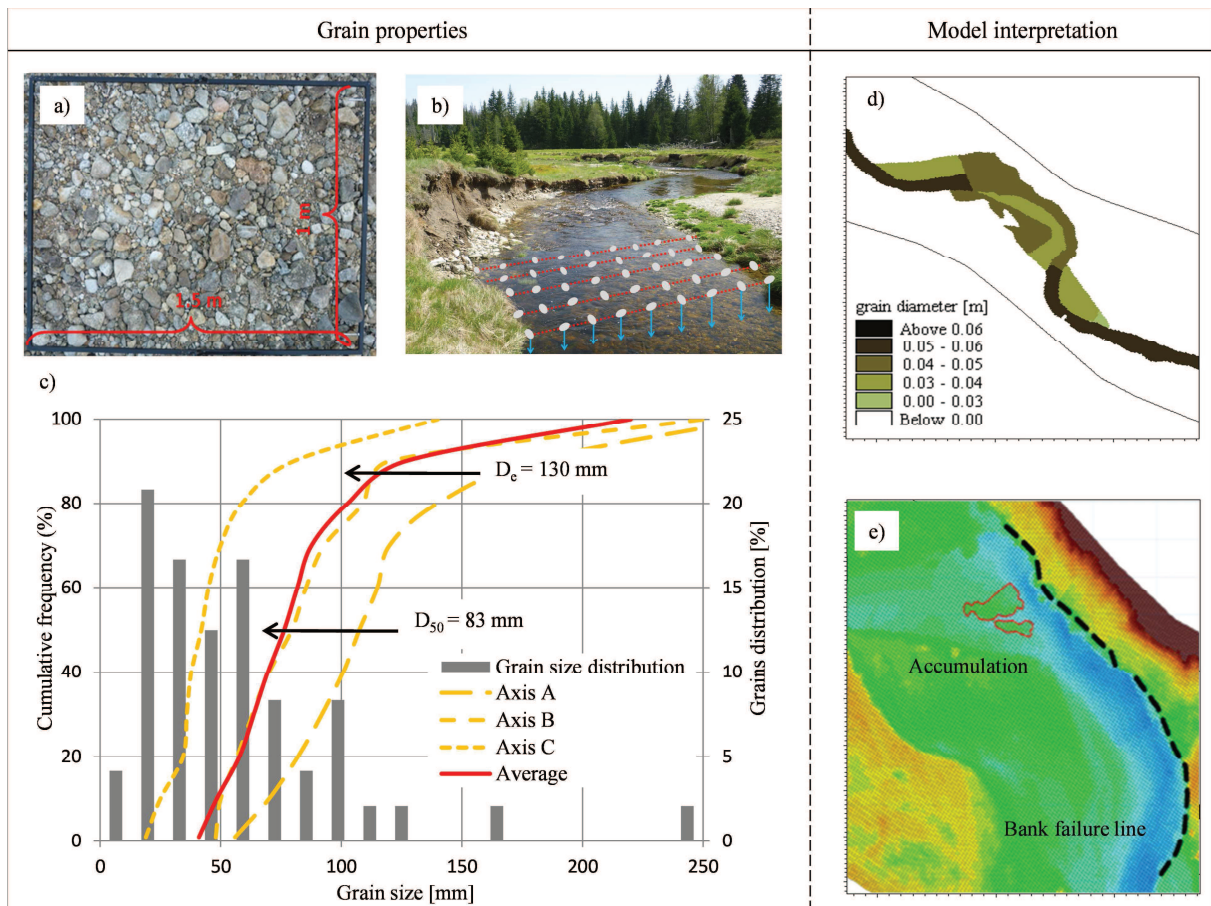 Grain properties
Model interpretation
a)
1 m
1.5 m
b)
c)
Cumulative frequency (%)
100
80
60
40
20
0
25
20
15
10
5
0
Grains distribution [%]
Dₑ = 130 mm
D₅₀ = 83 mm
Grain size distribution
Axis A
Axis B
Axis C
Average
0 50 100 150 200 250
Grain size [mm]
d)
grain diameter [m]
Above 0.06
0.05 - 0.06
0.04 - 0.05
0.03 - 0.04
0.00 - 0.03
Below 0.00
e)
Accumulation
Bank failure line